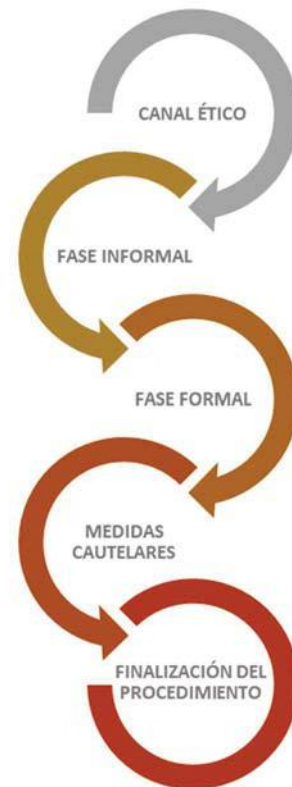 CANAL ÉTICO
FASE INFORMAL
FASE FORMAL
MEDIDAS
CAUTELARES
FINALIZACIÓN DEL
PROCEDIMIENTO